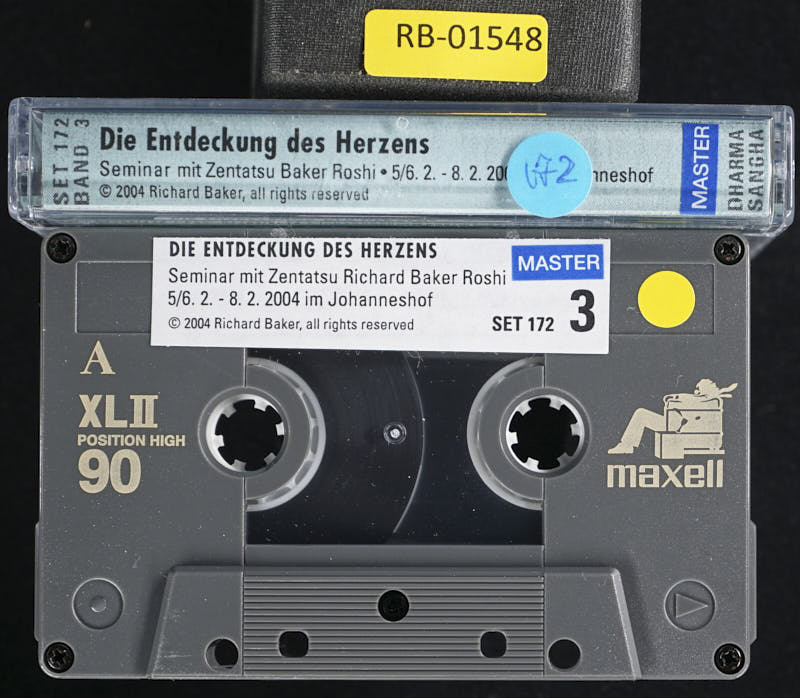 RB-01548
SET 172
BAND 3
Die Entdeckung des Herzens
Seminar mit Zentatsu Baker Roshi • 5/6. 2. - 8. 2. 200 nneshof
© 2004 Richard Baker, all rights reserved
172
MASTER
DHARMA
SANGHA
DIE ENTDECKUNG DES HERZENS
Seminar mit Zentatsu Richard Baker Roshi
MASTER
5/6. 2. - 8. 2. 2004 im Johanneshof
© 2004 Richard Baker, all rights reserved
SET 172 3
A
XLII
POSITION HIGH
90
maxell